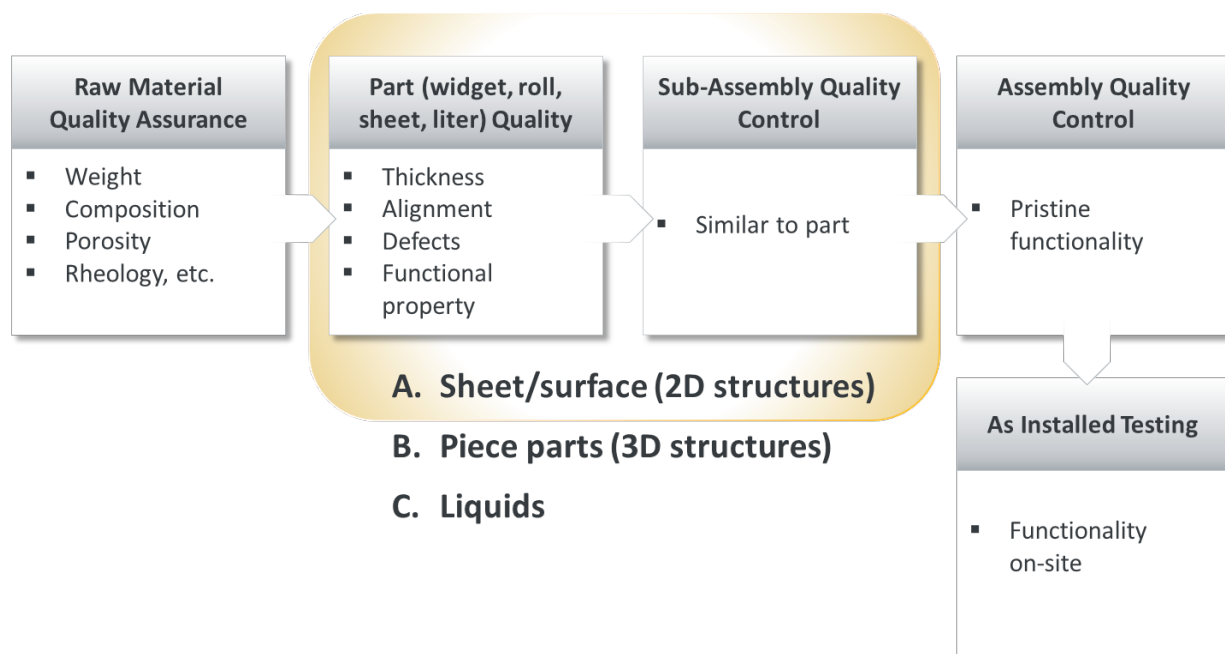 Raw Material
Quality Assurance
▪ Weight
▪ Composition
▪ Porosity
▪ Rheology, etc.
Part (widget, roll,
sheet, liter) Quality
▪ Thickness
▪ Alignment
▪ Defects
▪ Functional
property
Sub-Assembly Quality
Control
▪ Similar to part
Assembly Quality
Control
▪ Pristine
functionality
A. Sheet/surface (2D structures)
B. Piece parts (3D structures)
C. Liquids
As Installed Testing
▪ Functionality
on-site